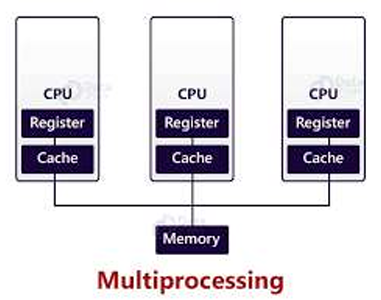 CPU CPU CPU
Register Register Register
Cache Cache Cache
Memory
Multiprocessing